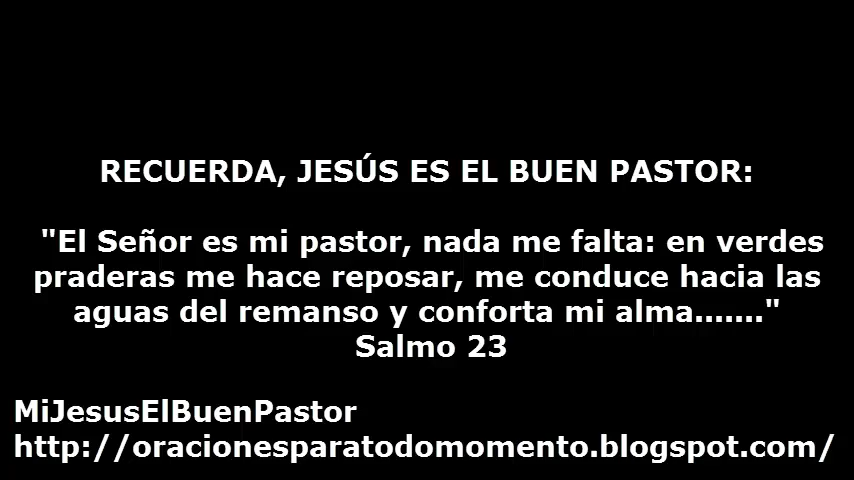 RECUERDA, JESÚS ES EL BUEN PASTOR:
"El Señor es mi pastor, nada me falta: en verdes
praderas me hace reposar, me conduce hacia las
aguas del remanso y conforta mi alma......."
Salmo 23
MiJesusElBuenPastor
http://oracionesparatodomomento.blogspot.com/